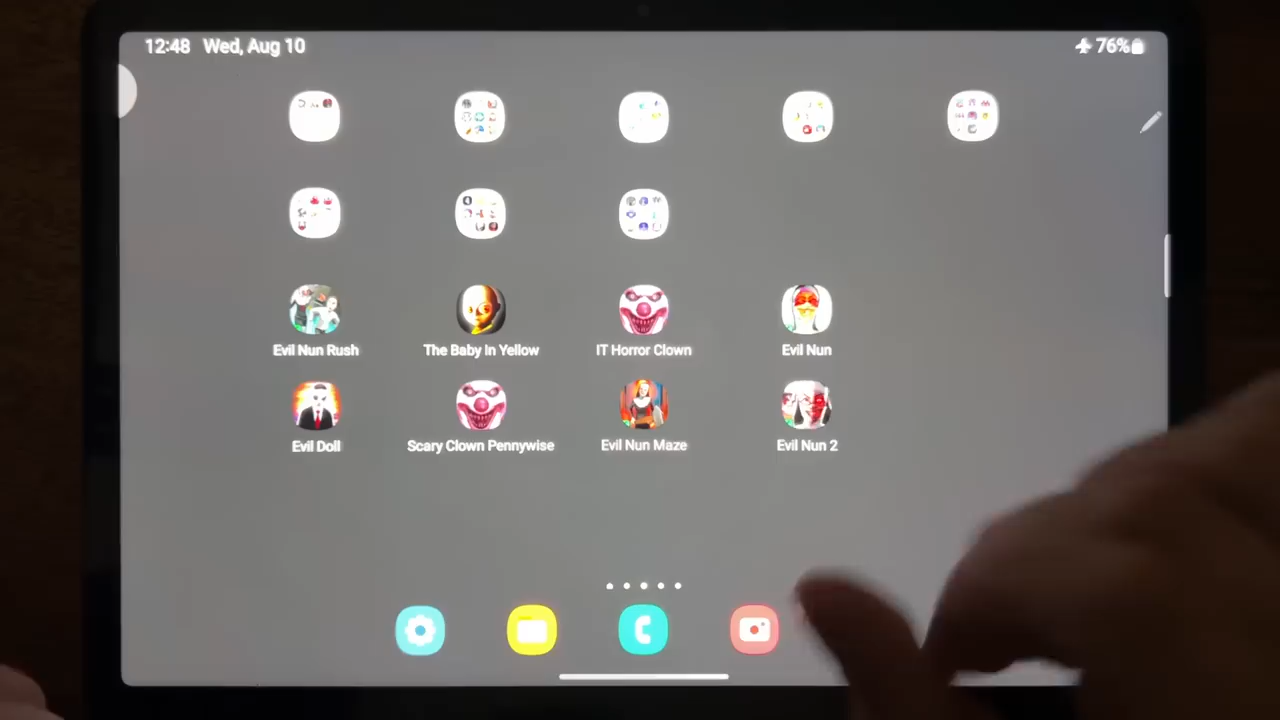 12:48 Wed, Aug 10 76%
Evil Nun Rush The Baby In Yellow IT Horror Clown Evil Nun
Evil Doll Scary Clown Pennywise Evil Nun Maze Evil Nun 2